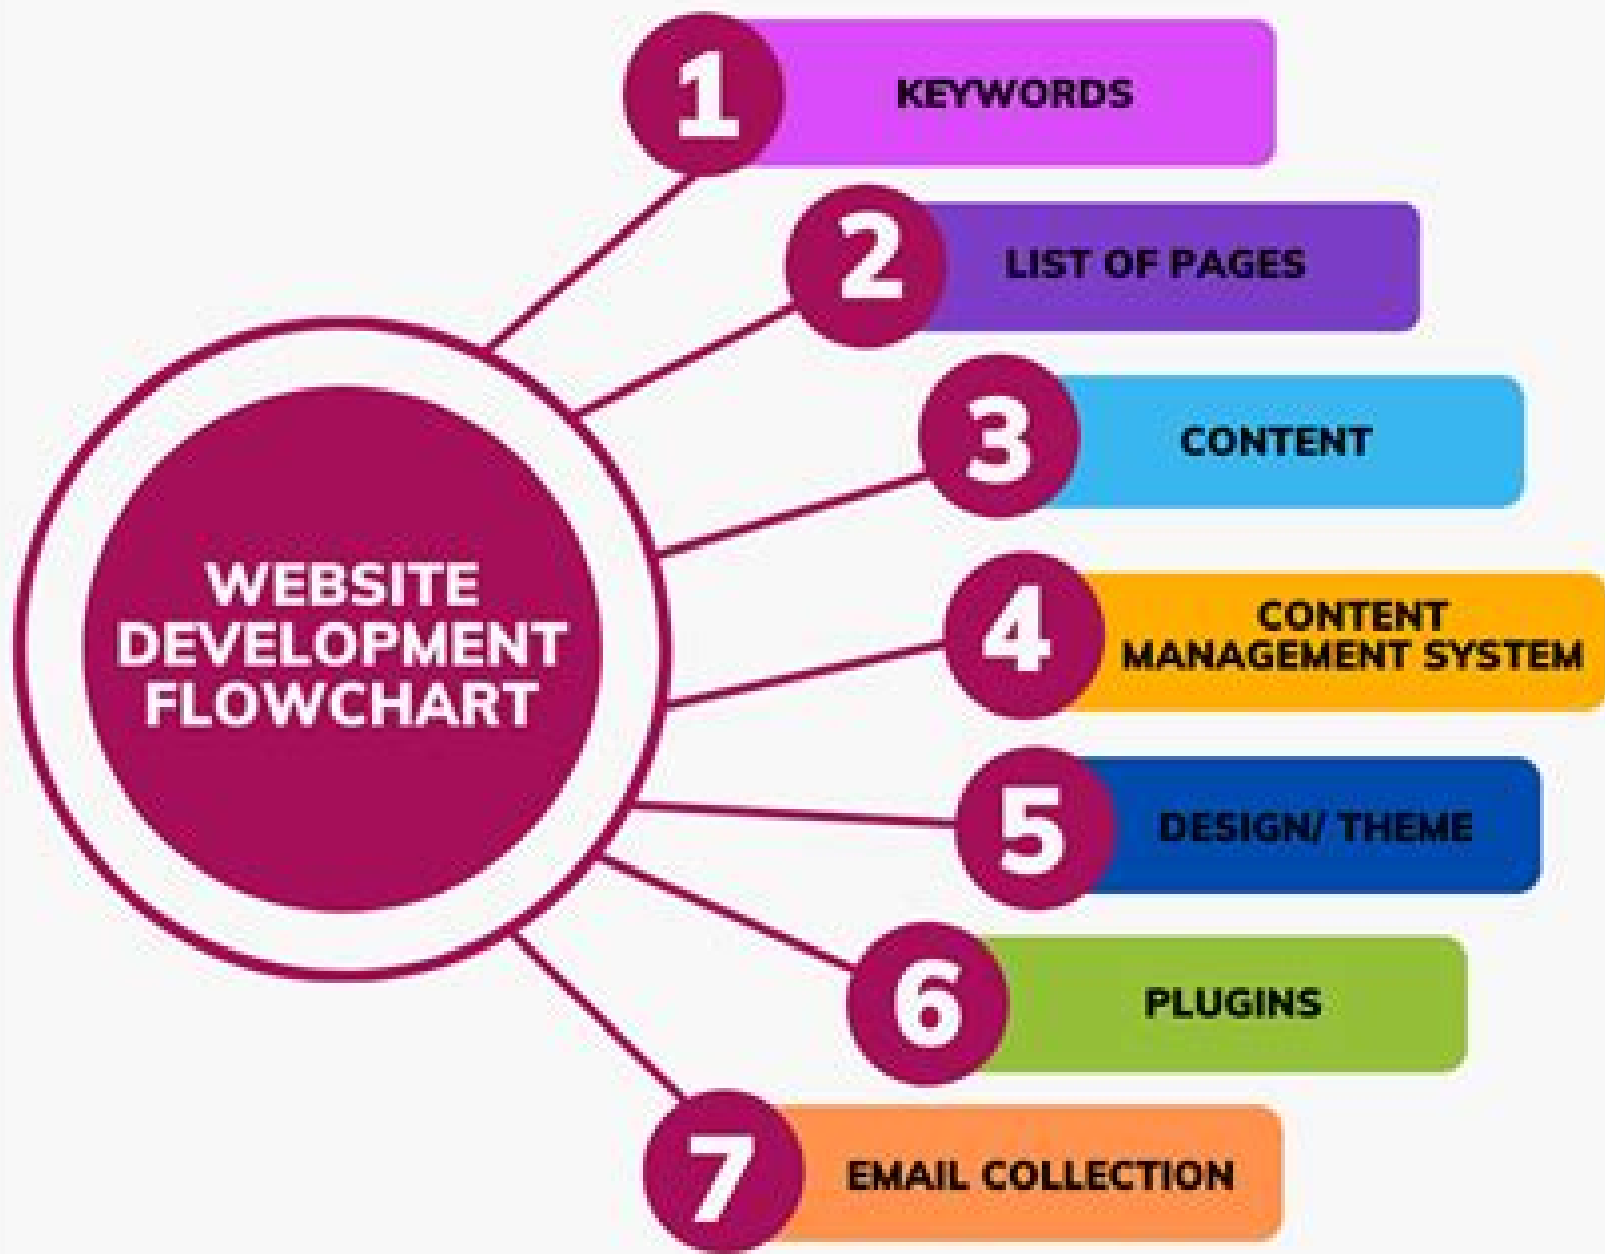 1
KEYWORDS
2
LIST OF PAGES
3
CONTENT
4
CONTENT
MANAGEMENT SYSTEM
WEBSITE
DEVELOPMENT
FLOWCHART
5
DESIGN/ THEME
6
PLUGINS
7
EMAIL COLLECTION